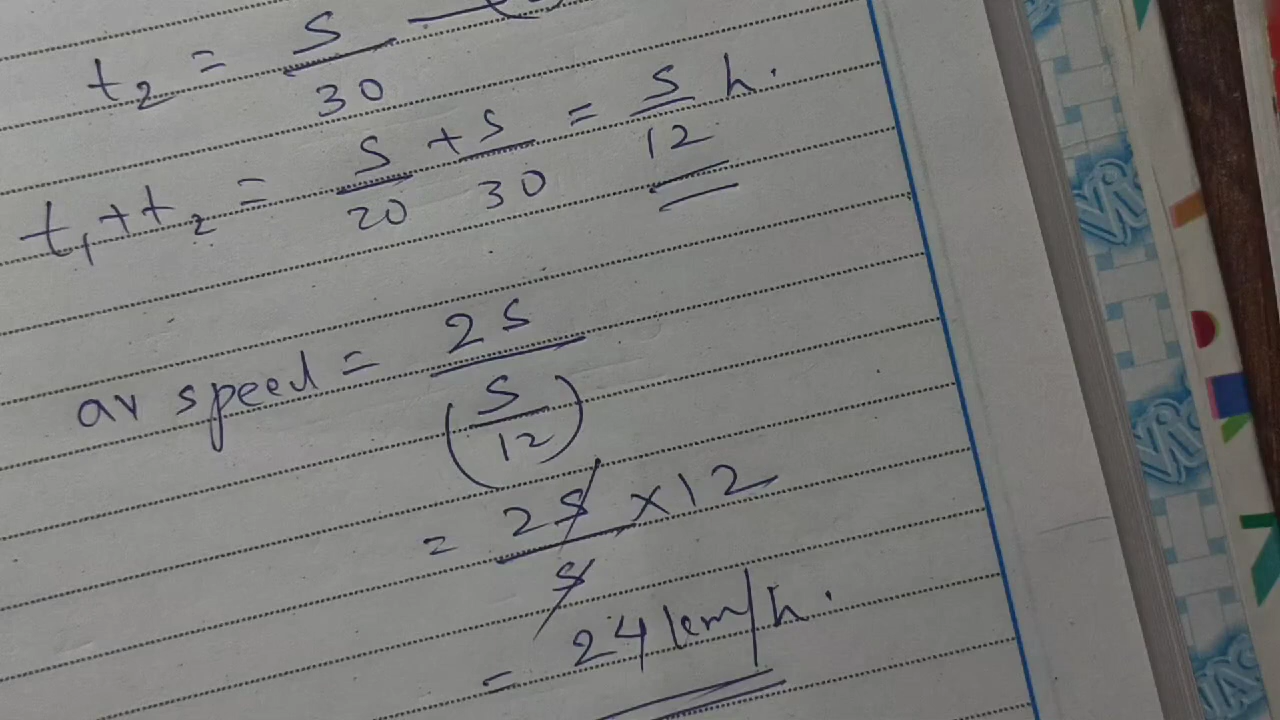 t₂ = S/30
t₁+t₂ = S/20 + S/30 = S/12 h.
av speed = 2S/(S/12)
= 2S×12/S
= 24 km/h.